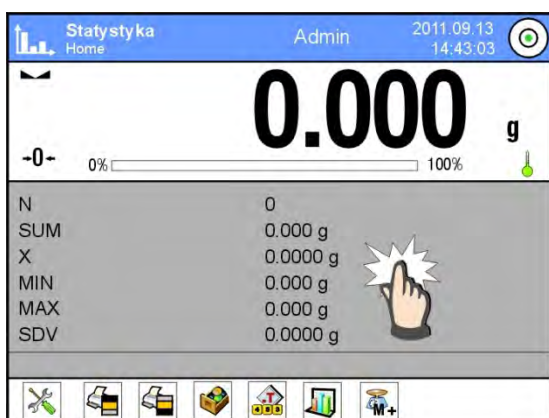 Statystyka
Home
Admin
2011.09.13
14:43:03
0.000 g
→0←
0% 100%
N 0
SUM 0.000 g
X 0.0000 g
MIN 0.000 g
MAX 0.000 g
SDV 0.0000 g
.T
M+